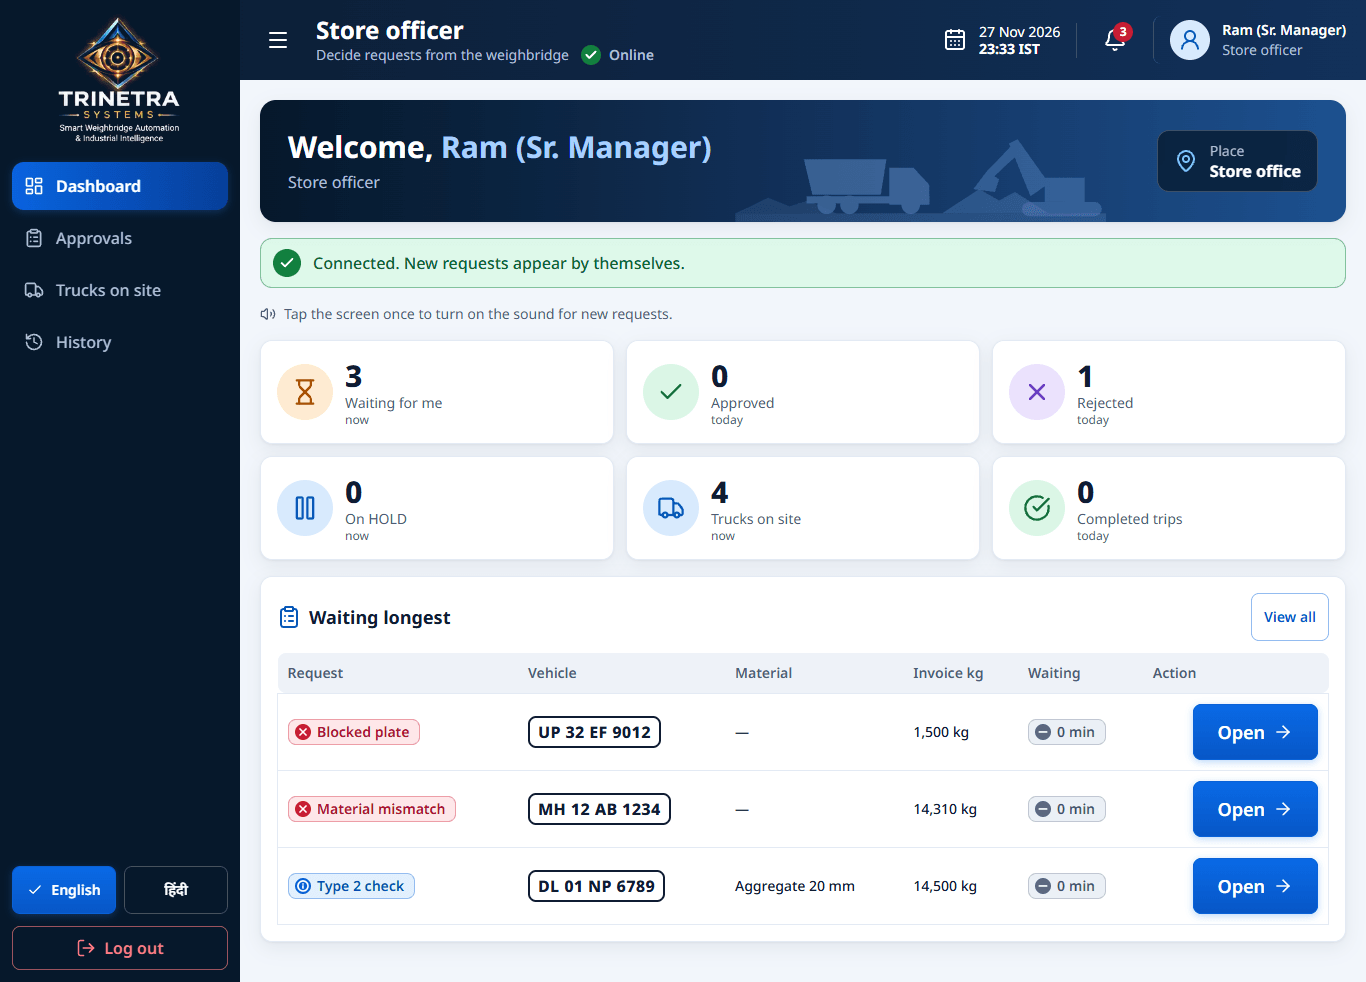 TRINETRA
SYSTEMS
Smart Weighbridge Automation
& Industrial Intelligence
Dashboard
Approvals
Trucks on site
History
English
हिंदी
Log out
Store officer
Decide requests from the weighbridge
Online
27 Nov 2026
23:33 IST
3
Ram (Sr. Manager)
Store officer
Welcome, Ram (Sr. Manager)
Store officer
Place
Store office
Connected. New requests appear by themselves.
Tap the screen once to turn on the sound for new requests.
3
Waiting for me
now
0
Approved
today
1
Rejected
today
0
On HOLD
now
4
Trucks on site
now
0
Completed trips
today
Waiting longest
View all
Request Vehicle Material Invoice kg Waiting Action
Blocked plate UP 32 EF 9012 — 1,500 kg 0 min Open
Material mismatch MH 12 AB 1234 — 14,310 kg 0 min Open
Type 2 check DL 01 NP 6789 Aggregate 20 mm 14,500 kg 0 min Open